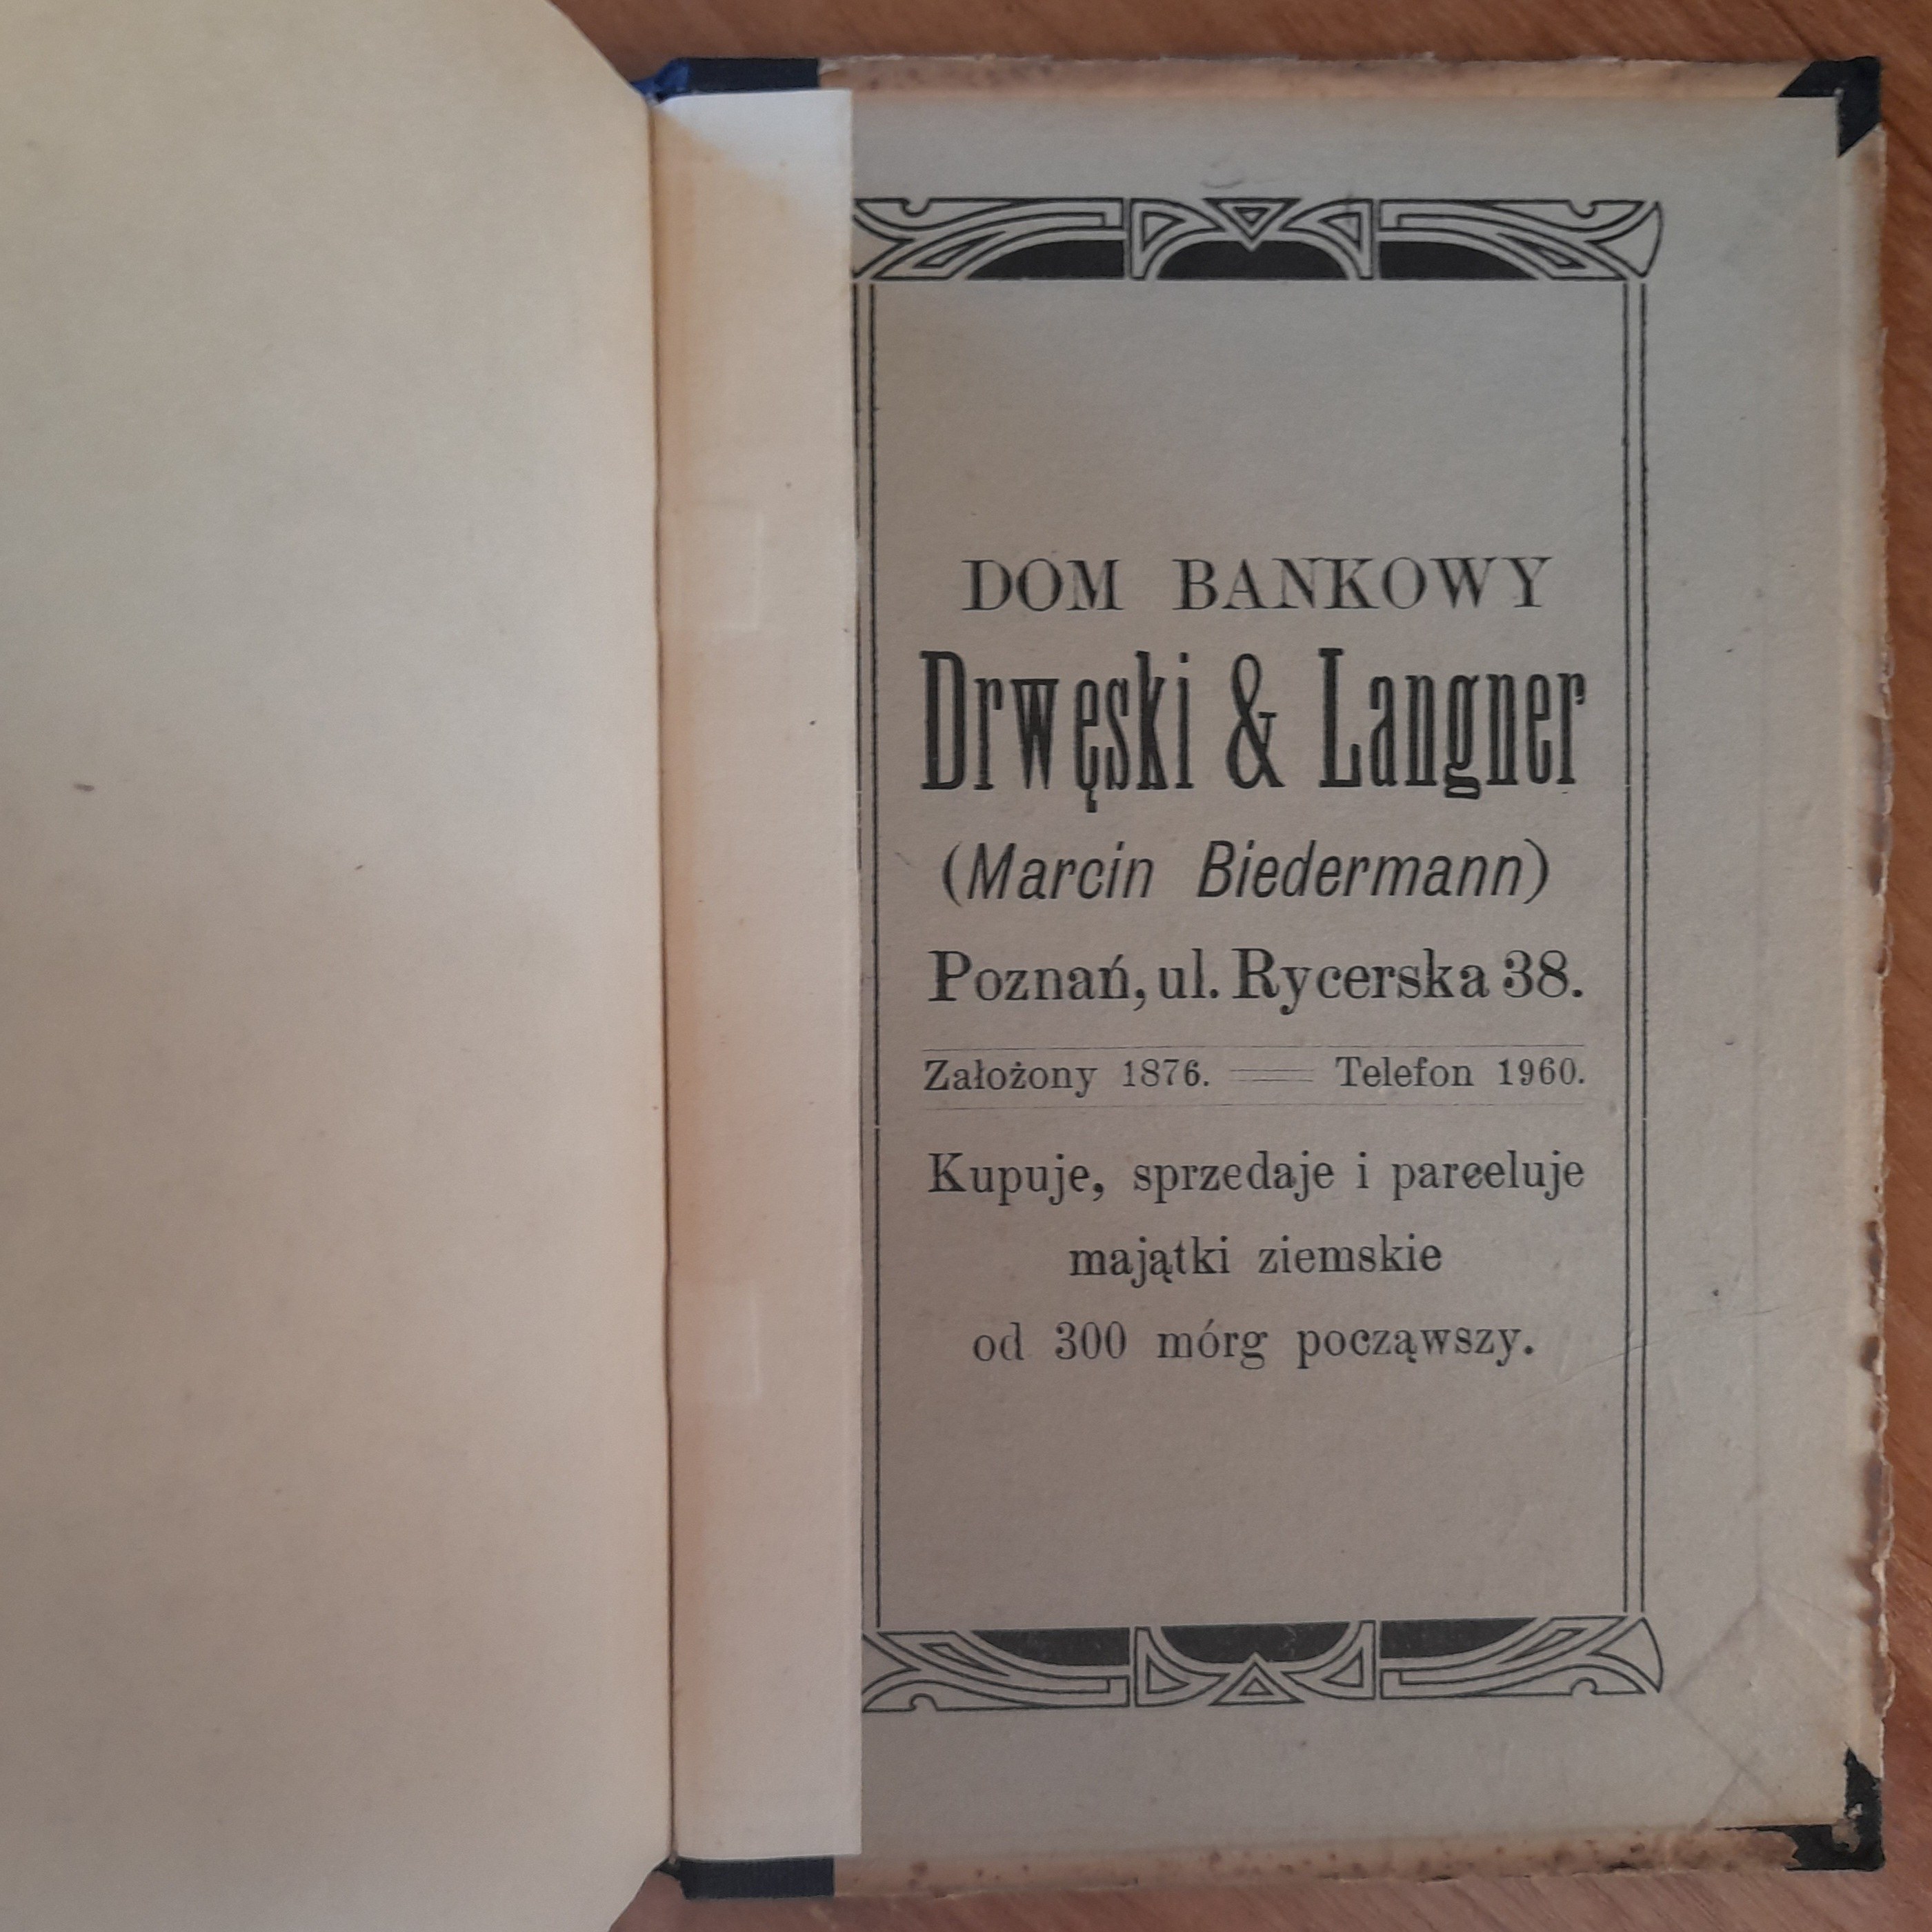 DOM BANKOWY
Drwęski & Langner
(Marcin Biedermann)
Poznań, ul. Rycerska 38.
Założony 1876. Telefon 1960.
Kupuje, sprzedaje i parceluje
majątki ziemskie
od 300 mórg począwszy.